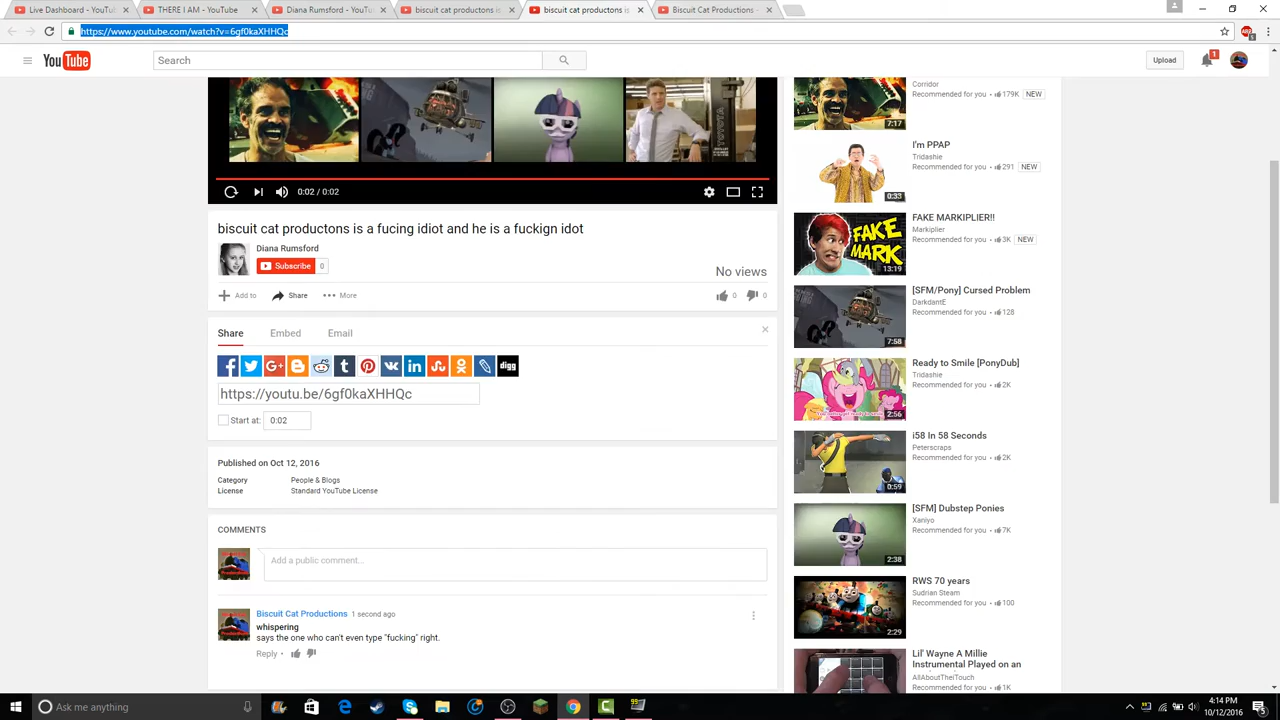 Live Dashboard - YouTub
THERE I AM - YouTube
Diana Rumsford - YouTu
biscuit cat productons is
biscuit cat productons is
Biscuit Cat Productions -
https://www.youtube.com/watch?v=6gf0kaXHHQc
YouTube
Search
Upload
1
0:02 / 0:02
biscuit cat productons is a fucing idiot and he is a fuckign idot
Diana Rumsford
Subscribe 0
No views
Add to Share More 0 0
Share Embed Email
digg
https://youtu.be/6gf0kaXHHQc
Start at: 0:02
Published on Oct 12, 2016
Category People & Blogs
License Standard YouTube License
COMMENTS
Add a public comment...
Biscuit Cat Productions 1 second ago
whispering
says the one who can't even type "fucking" right.
Reply
Corridor
Recommended for you • 179K NEW
7:17
I'm PPAP
Tridashie
Recommended for you • 291 NEW
0:33
FAKE MARKIPLIER!!
Markiplier
Recommended for you • 3K NEW
FAKE
MARK
13:19
[SFM/Pony] Cursed Problem
DarkdantE
Recommended for you • 128
7:58
Ready to Smile [PonyDub]
Tridashie
Recommended for you • 2K
2:56
i58 In 58 Seconds
Peterscraps
Recommended for you • 2K
0:59
[SFM] Dubstep Ponies
Xaniyo
Recommended for you • 7K
2:38
RWS 70 years
Sudrian Steam
Recommended for you • 100
2:29
Lil' Wayne A Millie
Instrumental Played on an
AllAboutTheiTouch
Recommended for you • 1K
Ask me anything
4:14 PM
10/12/2016